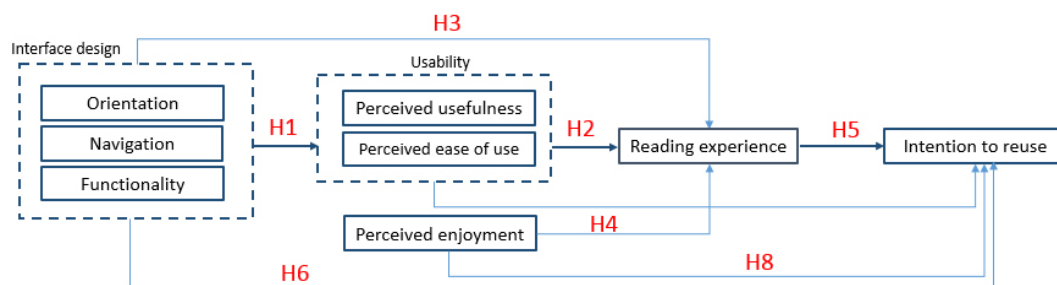 H3
Interface design
Usability
Orientation
Perceived usefulness
H1
H2
H5
Navigation
Perceived ease of use
Reading experience
Intention to reuse
Functionality
Perceived enjoyment
H4
H6
H8